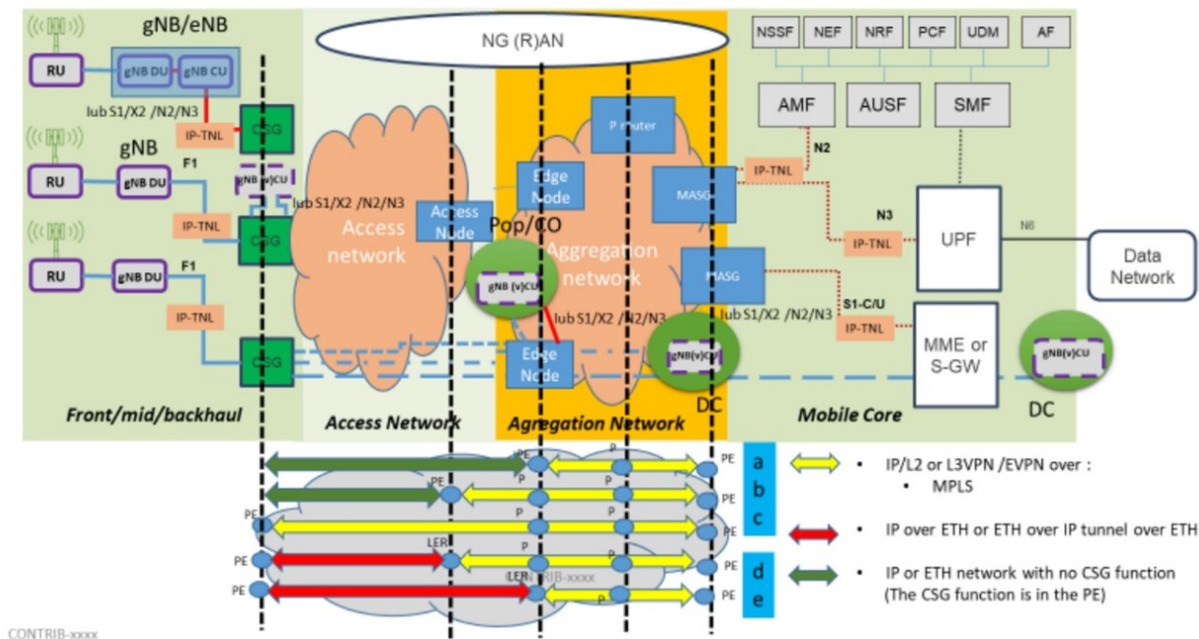 gNB/eNB
NG (R)AN
NSSF
NEF
NRF
PCF
UDM
AF
RU
gNB DU
gNB CU
Iub S1/X2 /N2/N3
IP-TNL
CSG
AMF
AUSF
SMF
P router
gNB
F1
RU
gNB DU
gNB (v)CU
Iub S1/X2 /N2/N3
IP-TNL
CSG
N2
IP-TNL
Edge
Node
MASG
Access
Node
Access
network
Pop/CO
Aggregation
network
gNB (v)CU
N3
IP-TNL
UPF
N6
Data
Network
F1
RU
gNB DU
IP-TNL
CSG
MASG
Iub S1/X2 /N2/N3
Iub S1/X2 /N2/N3
S1-C/U
IP-TNL
MME or
S-GW
Edge
Node
gNB(v)CU
DC
gNB(v)CU
DC
Front/mid/backhaul
Access Network
Agregation Network
Mobile Core
PE
P
PE
a
PE
P
P
PE
b
PE
P
P
PE
c
PE
LER
P
P
PE
d
PE
LER
P
PE
e
CONTRIB-xxxx
• IP/L2 or L3VPN /EVPN over :
• MPLS
• IP over ETH or ETH over IP tunnel over ETH
• IP or ETH network with no CSG function
(The CSG function is in the PE)
CONTRIB-xxxx